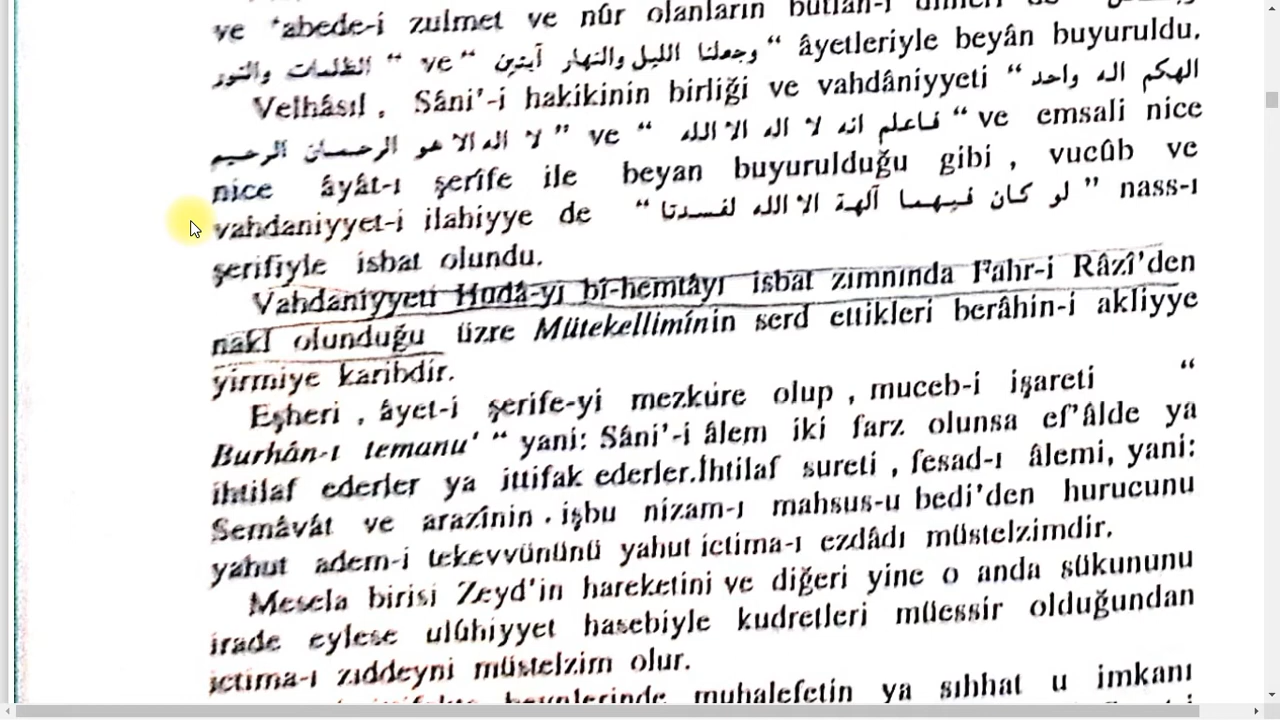 ve 'abede-i zulmet ve nûr olanların butlan-ı dinleri de
الظلمات والنور " ve " وجعلنا الليل والنهار آيتين " âyetleriyle beyân buyuruldu.
Velhâsıl , Sâni'-i hakikinin birliği ve vahdâniyyeti " الهكم اله واحد
لا اله الا هو الرحمان الرحيم " ve " فاعلم انه لا اله الا الله " ve emsali nice
nice âyât-ı şerîfe ile beyan buyurulduğu gibi , vucûb ve
vahdaniyyet-i ilahiyye de " لو كان فيهما آلهة الا الله لفسدتا " nass-ı
şerifiyle isbat olundu.
Vahdaniyyeti Hudâ-yı bî-hemtâyı isbat zımnında Fahr-i Râzî'den
nakl olunduğu üzre Mütekelliminin serd ettikleri berâhin-i akliyye
yirmiye karibdir.
Eşheri , âyet-i şerife-yi mezkûre olup , muceb-i işareti "
Burhân-ı temanu' " yani: Sâni'-i âlem iki farz olunsa ef'âlde ya
ihtilaf ederler ya ittifak ederler.İhtilaf sureti , fesad-ı âlemi, yani:
Semâvât ve arazînin . işbu nizam-ı mahsus-u bedi'den hurucunu
yahut adem-i tekevvününü yahut ictima-ı ezdâdı müstelzimdir.
Mesela birisi Zeyd'in hareketini ve diğeri yine o anda sükununu
irade eylese ulûhiyyet hasebiyle kudretleri müessir olduğundan
ictima-ı zıddeyni müstelzim olur.
beynlerinde muhalefetin ya sıhhat u imkanı